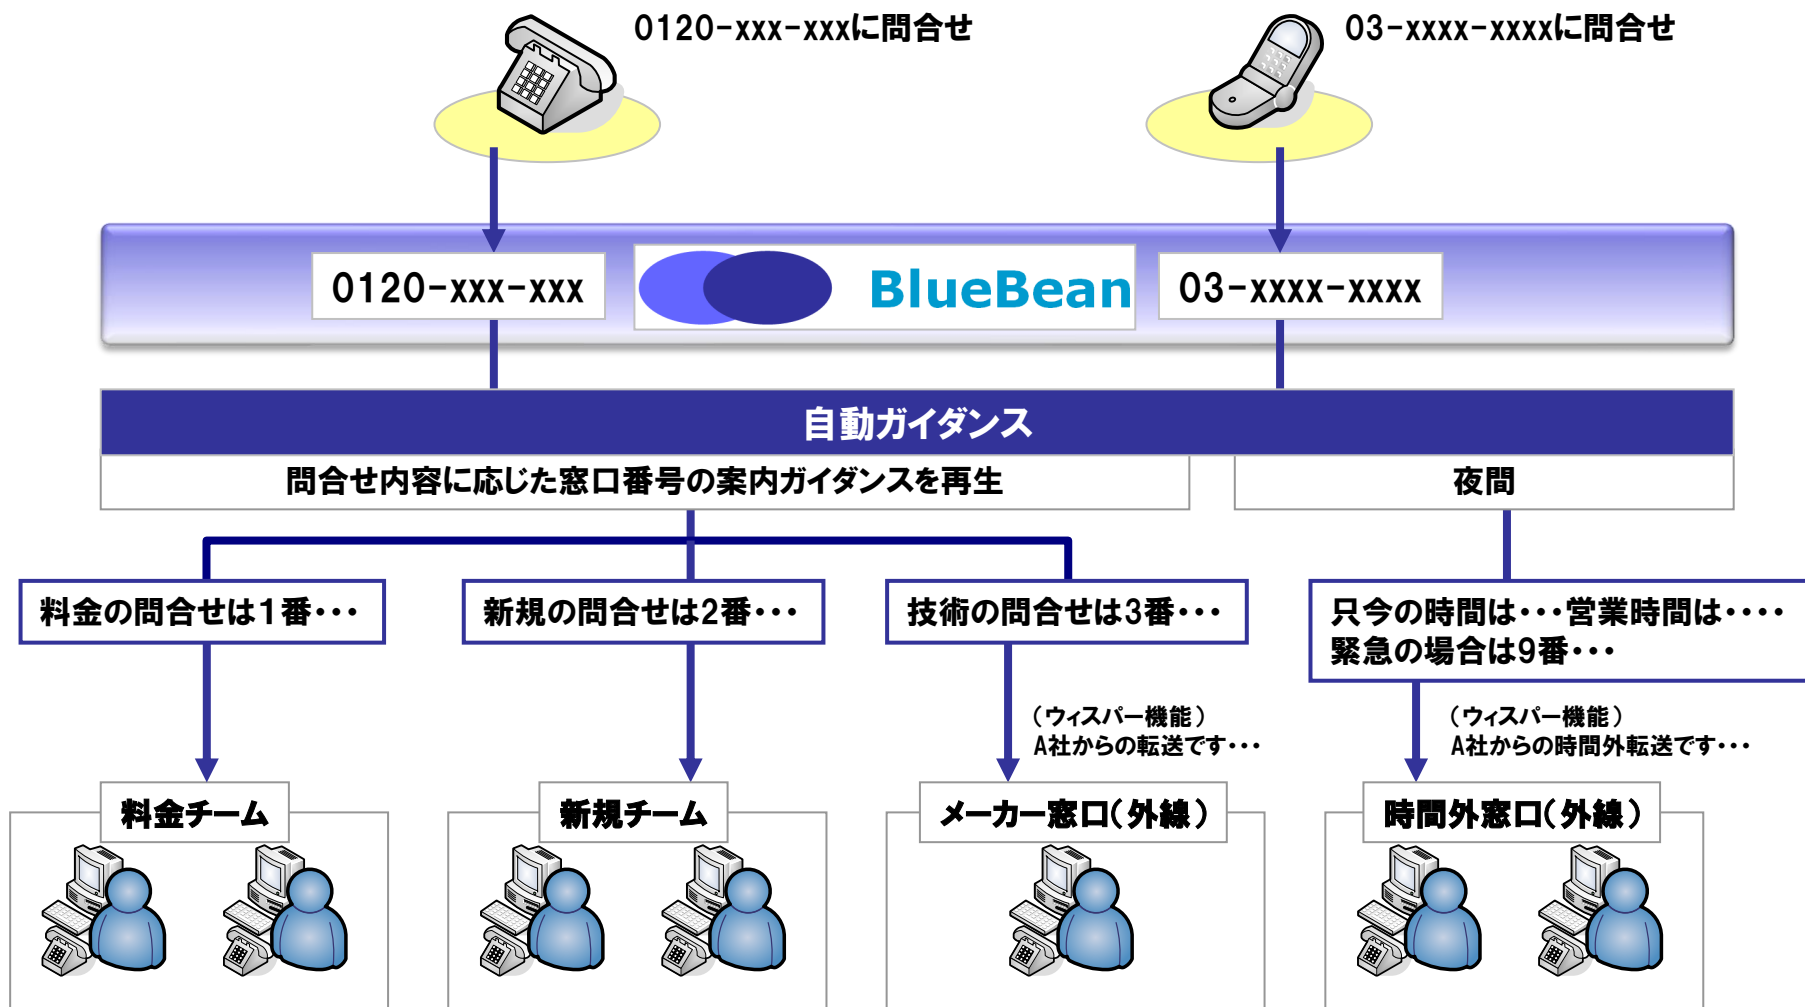 0120-xxx-xxxに問合せ
03-xxxx-xxxxに問合せ
0120-xxx-xxx
BlueBean
03-xxxx-xxxx
自動ガイダンス
問合せ内容に応じた窓口番号の案内ガイダンスを再生
夜間
料金の問合せは１番・・・
新規の問合せは2番・・・
技術の問合せは3番・・・
只今の時間は・・・営業時間は・・・・
緊急の場合は9番・・・
（ウィスパー機能）
A社からの転送です・・・
（ウィスパー機能）
A社からの時間外転送です・・・
料金チーム
新規チーム
メーカー窓口（外線）
時間外窓口（外線）